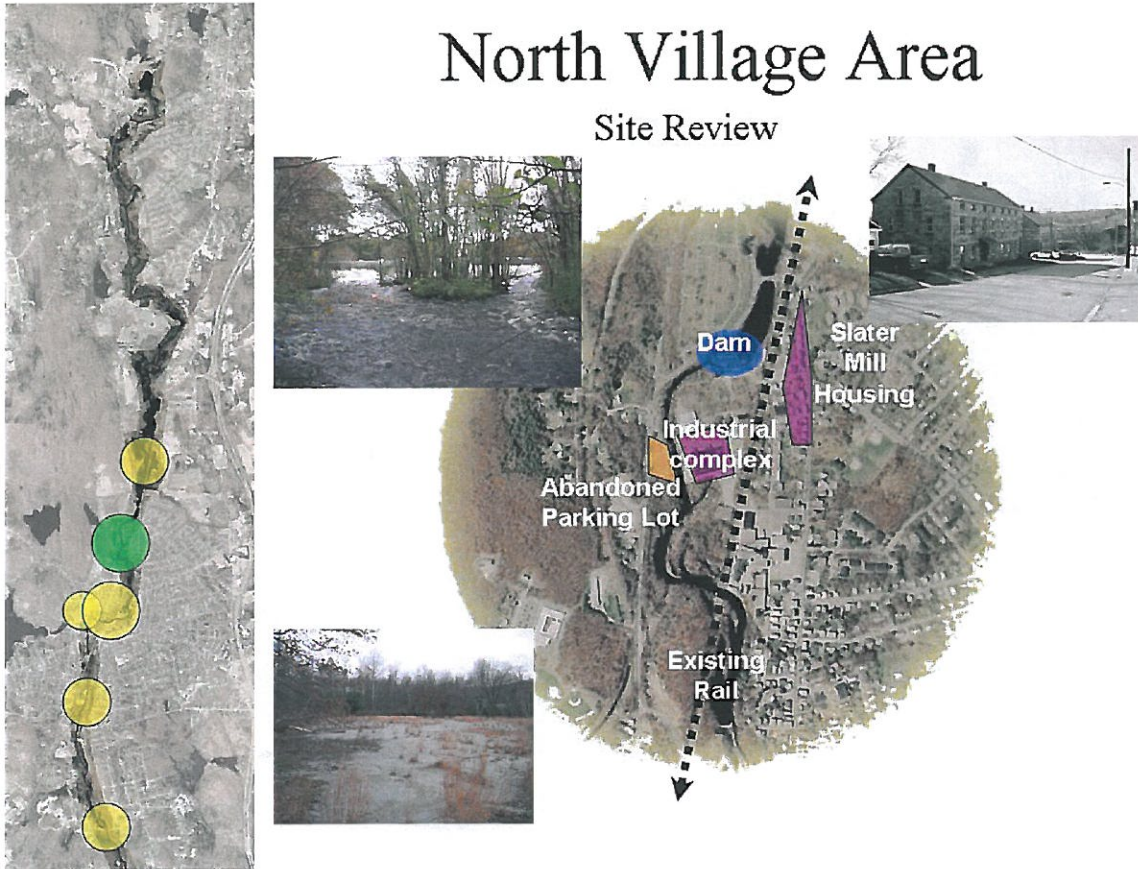 North Village Area
Site Review
Dam
Slater
Mill
Housing
Industrial
complex
Abandoned
Parking Lot
Existing
Rail